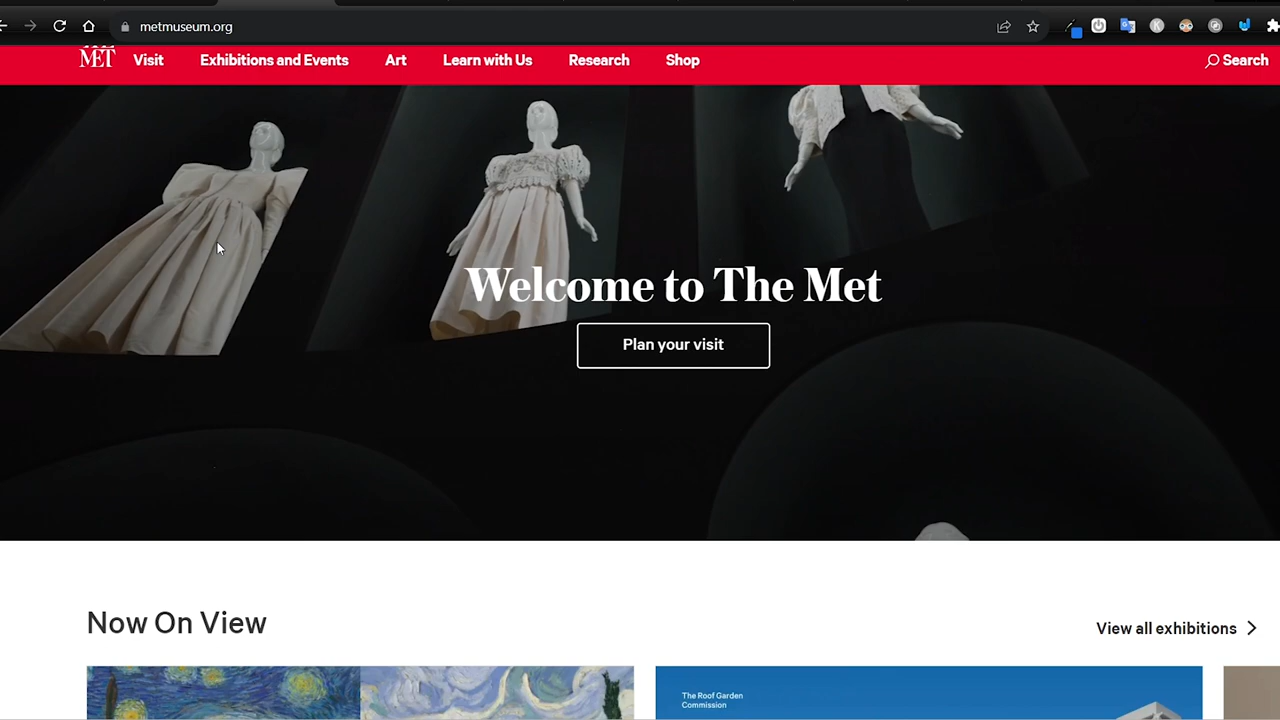 metmuseum.org
MET
Visit
Exhibitions and Events
Art
Learn with Us
Research
Shop
Search
Welcome to The Met
Plan your visit
Now On View
View all exhibitions
The Roof Garden
Commission